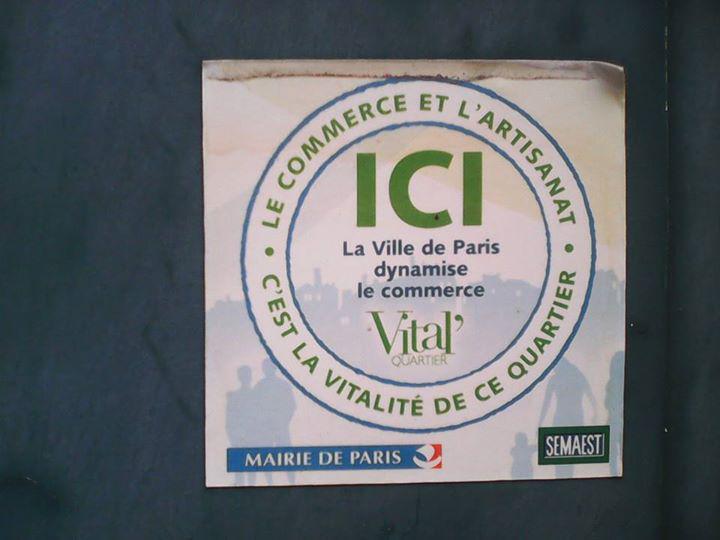 LE COMMERCE ET L'ARTISANAT
ICI
La Ville de Paris
dynamise
le commerce
Vital'
QUARTIER
C'EST LA VITALITÉ DE CE QUARTIER
MAIRIE DE PARIS
SEMAEST